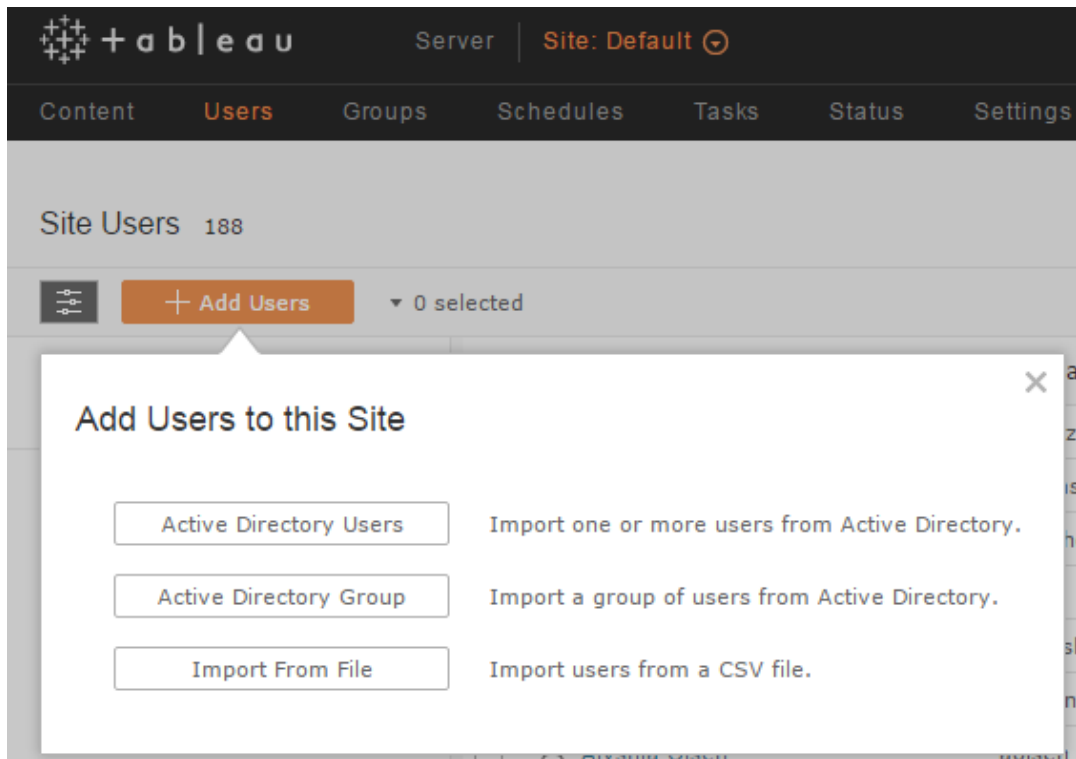 + a b | e a u Server Site: Default
Content Users Groups Schedules Tasks Status Settings
Site Users 188
+ Add Users 0 selected
Add Users to this Site
Active Directory Users Import one or more users from Active Directory.
Active Directory Group Import a group of users from Active Directory.
Import From File Import users from a CSV file.